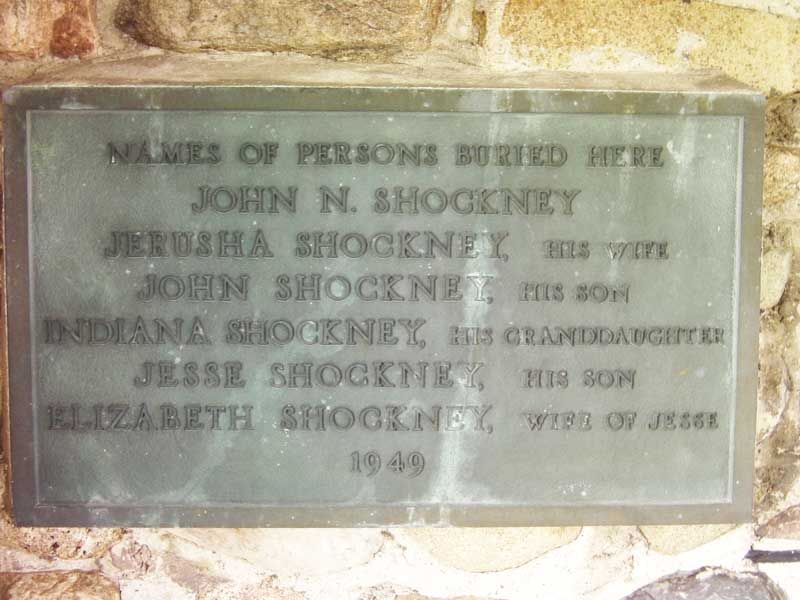 NAMES OF PERSONS BURIED HERE
JOHN N. SHOCKNEY
JERUSHA SHOCKNEY, HIS WIFE
JOHN SHOCKNEY, HIS SON
INDIANA SHOCKNEY, HIS GRANDDAUGHTER
JESSE SHOCKNEY, HIS SON
ELIZABETH SHOCKNEY, WIFE OF JESSE
1949